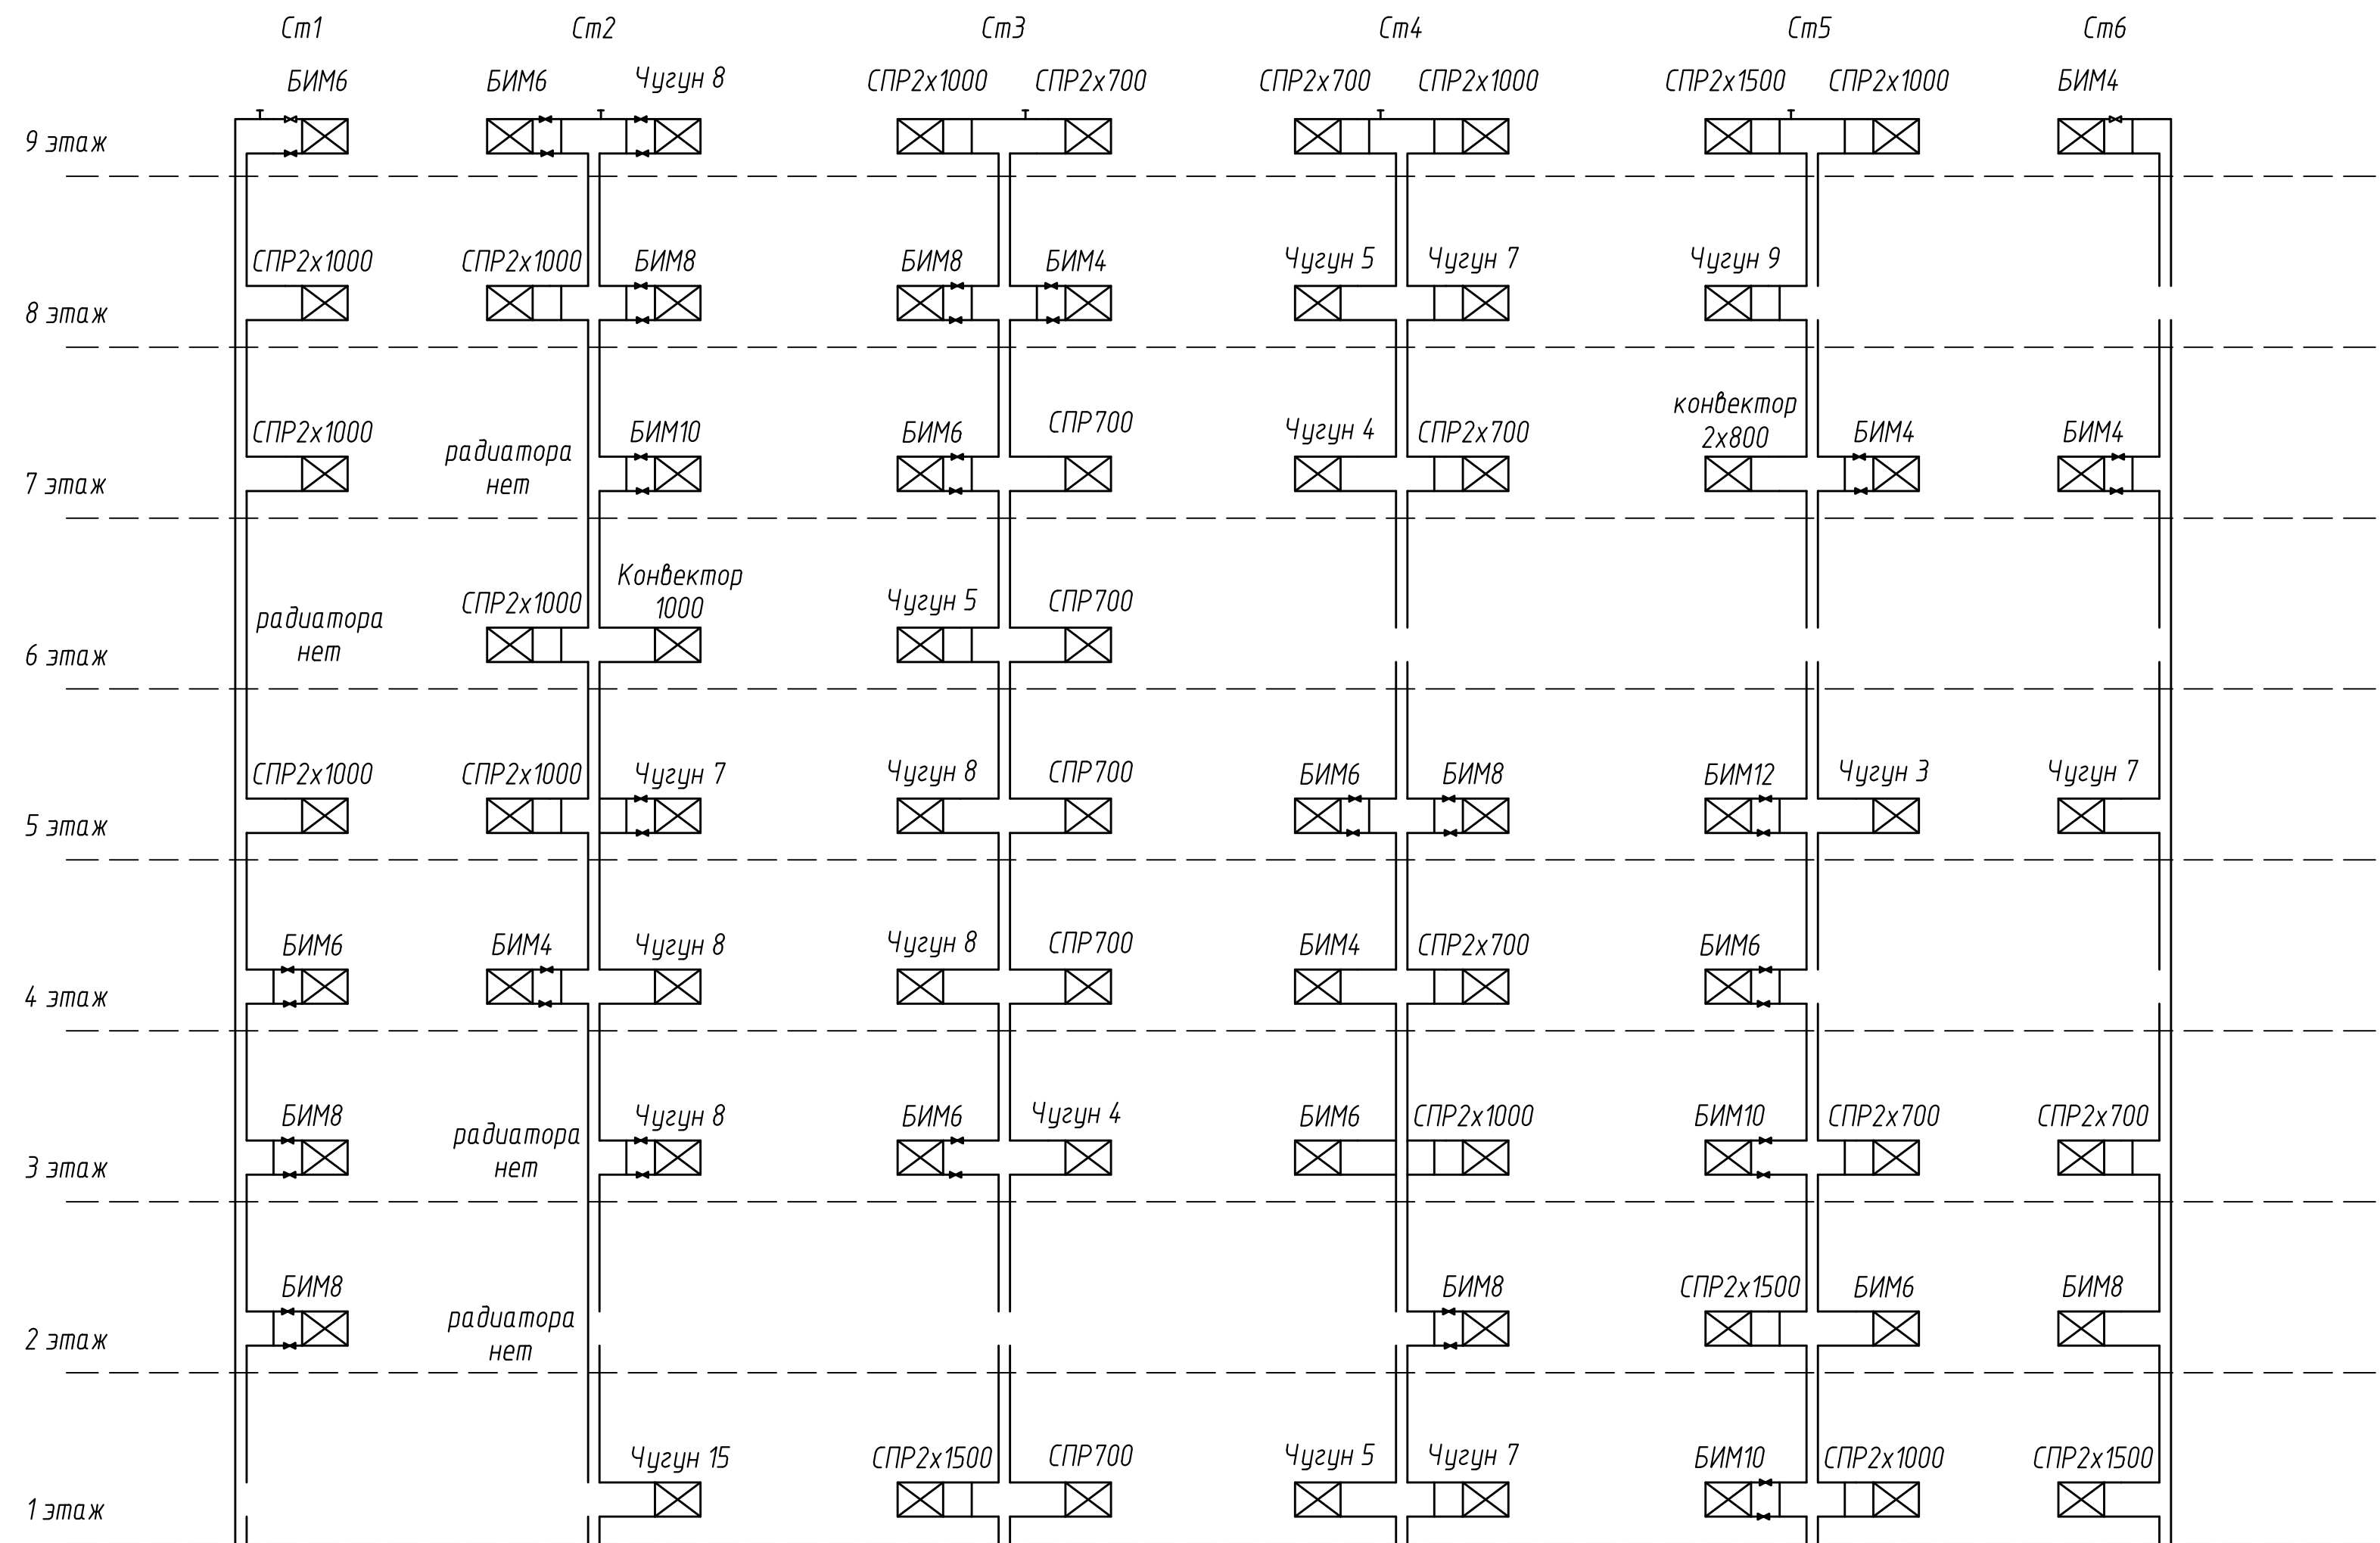 Ст1 Ст2 Ст3 Ст4 Ст5 Ст6
БИМ6 БИМ6 Чугун 8 СПР2х1000 СПР2х700 СПР2х700 СПР2х1000 СПР2х1500 СПР2х1000 БИМ4
9 этаж
СПР2х1000 СПР2х1000 БИМ8 БИМ8 БИМ4 Чугун 5 Чугун 7 Чугун 9
8 этаж
СПР2х1000 радиатора БИМ10 БИМ6 СПР700 Чугун 4 СПР2х700 конвектор БИМ4 БИМ4
нет 2х800
7 этаж
радиатора СПР2х1000 Конвектор Чугун 5 СПР700
нет 1000
6 этаж
СПР2х1000 СПР2х1000 Чугун 7 Чугун 8 СПР700 БИМ6 БИМ8 БИМ12 Чугун 3 Чугун 7
5 этаж
БИМ6 БИМ4 Чугун 8 Чугун 8 СПР700 БИМ4 СПР2х700 БИМ6
4 этаж
БИМ8 радиатора Чугун 8 БИМ6 Чугун 4 БИМ6 СПР2х1000 БИМ10 СПР2х700 СПР2х700
нет
3 этаж
БИМ8 радиатора БИМ8 СПР2х1500 БИМ6 БИМ8
нет
2 этаж
Чугун 15 СПР2х1500 СПР700 Чугун 5 Чугун 7 БИМ10 СПР2х1000 СПР2х1500
1 этаж